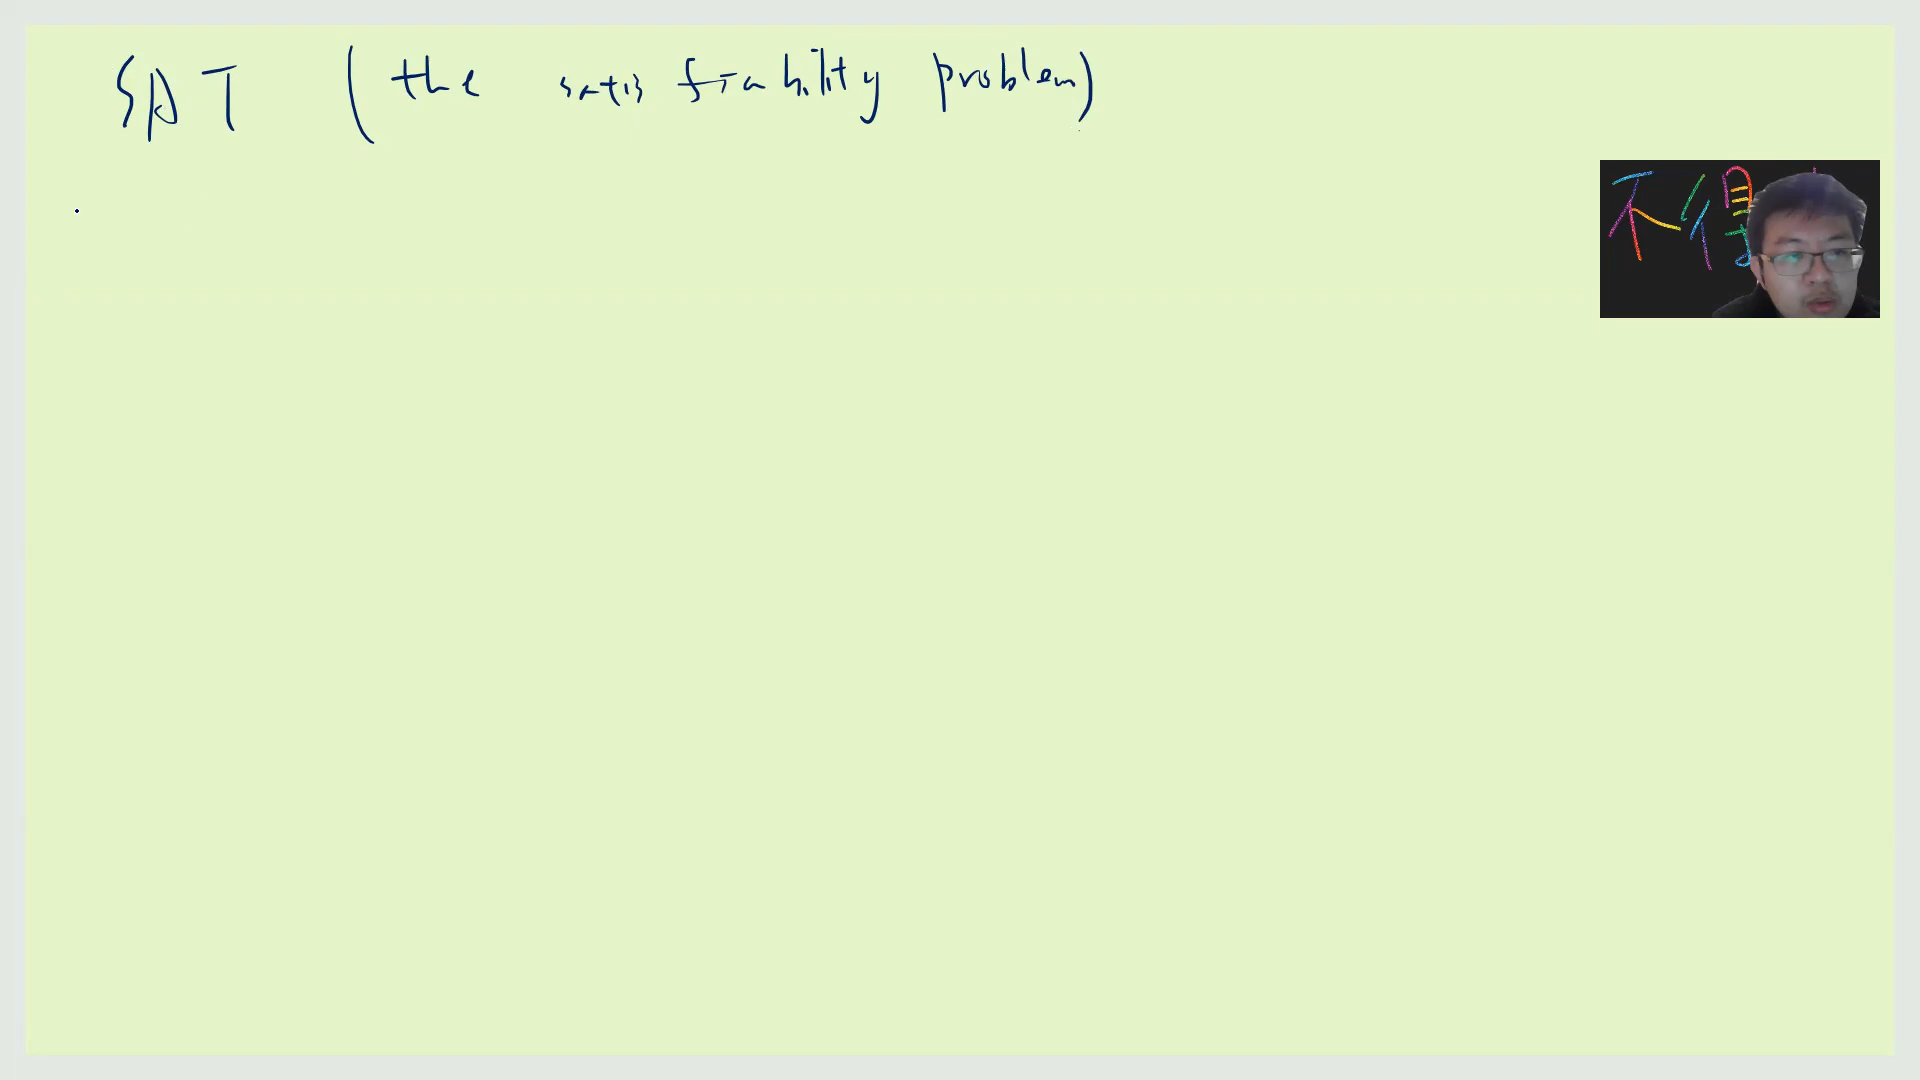 SAT (the satisfiability problem)
不得